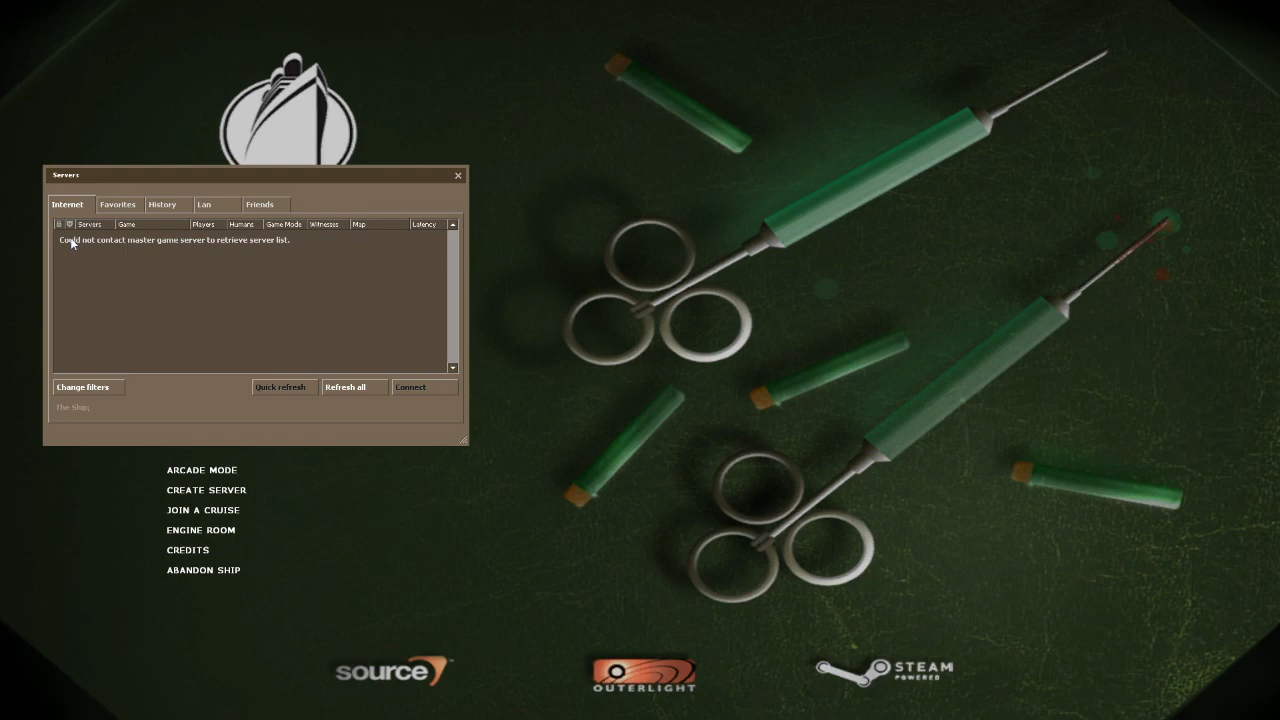 Servers
Internet Favorites History Lan Friends
Servers Game Players Humans Game Mode Witnesses Map Latency
Could not contact master game server to retrieve server list.
Change filters Quick refresh Refresh all Connect
The Ship;
ARCADE MODE
CREATE SERVER
JOIN A CRUISE
ENGINE ROOM
CREDITS
ABANDON SHIP
source
OUTERLIGHT
STEAM
POWERED